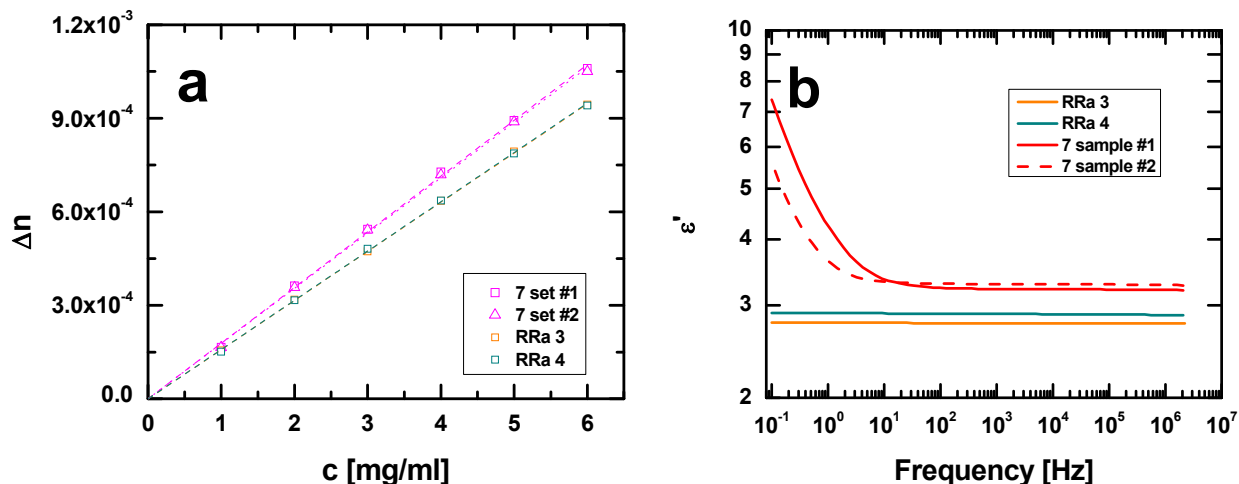 a
Δn
1.2x10⁻³
9.0x10⁻⁴
6.0x10⁻⁴
3.0x10⁻⁴
0.0
0 1 2 3 4 5 6
c [mg/ml]
7 set #1
7 set #2
RRa 3
RRa 4
b
ε'
10
9
8
7
6
5
4
3
2
10⁻¹ 10⁰ 10¹ 10² 10³ 10⁴ 10⁵ 10⁶ 10⁷
Frequency [Hz]
RRa 3
RRa 4
7 sample #1
7 sample #2